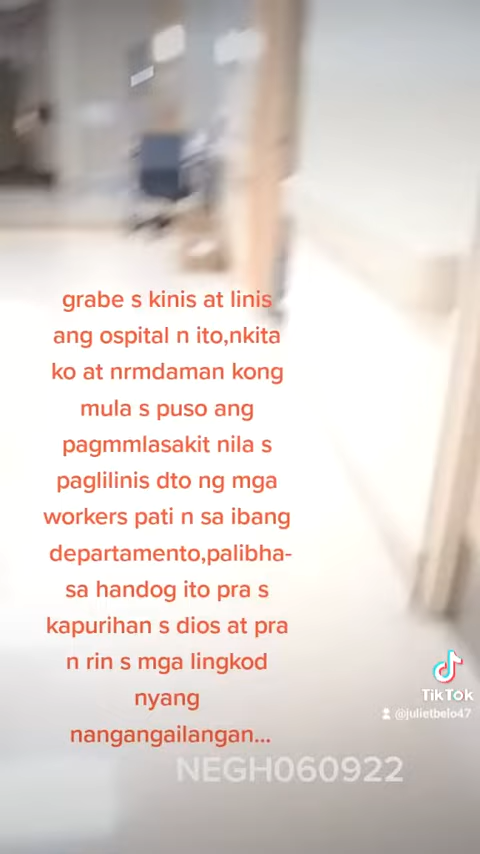 grabe s kinis at linis
ang ospital n ito,nkita
ko at nrmdaman kong
mula s puso ang
pagmmlasakit nila s
paglilinis dto ng mga
workers pati n sa ibang
departamento,palibha-
sa handog ito pra s
kapurihan s dios at pra
n rin s mga lingkod
nyang
nangangailangan...
TikTok
@julietbelo47
NEGH060922